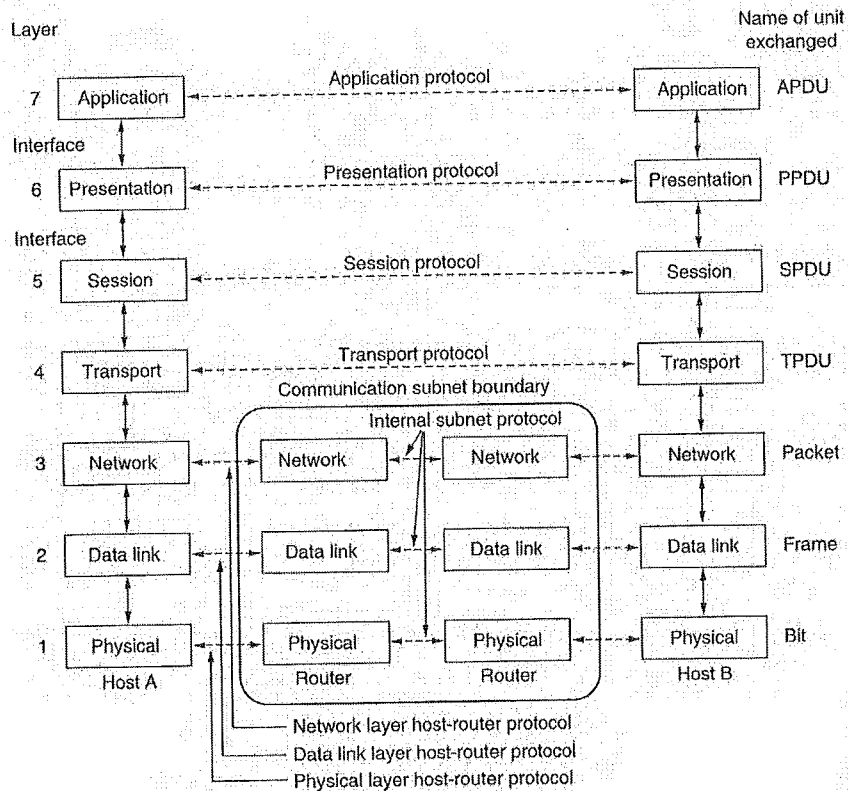 Layer
Name of unit
exchanged
7 Application Application protocol Application APDU
Interface
6 Presentation Presentation protocol Presentation PPDU
Interface
5 Session Session protocol Session SPDU
4 Transport Transport protocol Transport TPDU
Communication subnet boundary
Internal subnet protocol
3 Network Network Network Network Packet
2 Data link Data link Data link Data link Frame
1 Physical Physical Physical Physical Bit
Host A Router Router Host B
Network layer host-router protocol
Data link layer host-router protocol
Physical layer host-router protocol